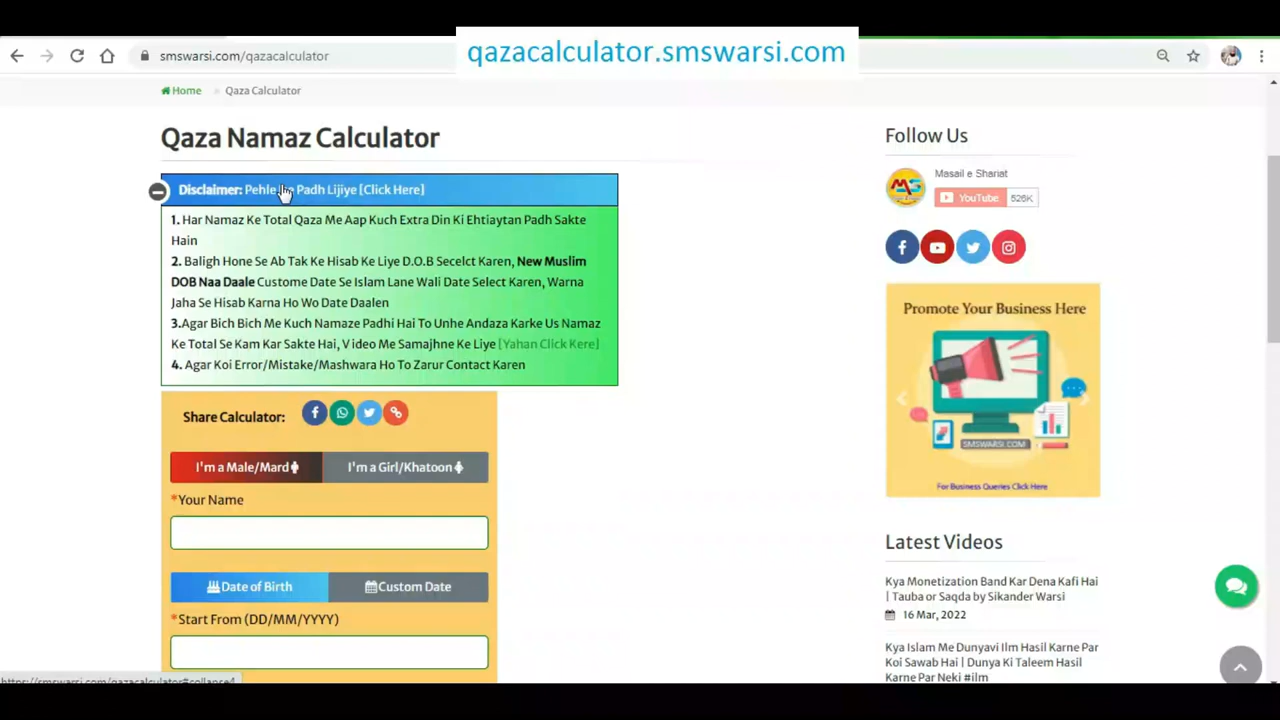 qazacalculator.smswarsi.com
smswarsi.com/qazacalculator
Home » Qaza Calculator
Qaza Namaz Calculator
Disclaimer: Pehle Padh Lijiye [Click Here]
1. Har Namaz Ke Total Qaza Me Aap Kuch Extra Din Ki Ehtiaytan Padh Sakte
Hain
2. Baligh Hone Se Ab Tak Ke Hisab Ke Liye D.O.B Secelct Karen, New Muslim
DOB Naa Daale Custome Date Se Islam Lane Wali Date Select Karen, Warna
Jaha Se Hisab Karna Ho Wo Date Daalen
3.Agar Bich Bich Me Kuch Namaze Padhi Hai To Unhe Andaza Karke Us Namaz
Ke Total Se Kam Kar Sakte Hai, Video Me Samajhne Ke Liye [Yahan Click Kere]
4. Agar Koi Error/Mistake/Mashwara Ho To Zarur Contact Karen
Share Calculator:
I'm a Male/Mard
I'm a Girl/Khatoon
*Your Name
Date of Birth
Custom Date
*Start From (DD/MM/YYYY)
https://smswarsi.com/qazacalculator#collapse4
Follow Us
MS
Masail e Shariat
YouTube 526K
Promote Your Business Here
SMSWARSI.COM
For Business Queries Click Here
Latest Videos
Kya Monetization Band Kar Dena Kafi Hai
| Tauba or Saqda by Sikander Warsi
16 Mar, 2022
Kya Islam Me Dunyavi Ilm Hasil Karne Par
Koi Sawab Hai | Dunya Ki Taleem Hasil
Karne Par Neki #ilm